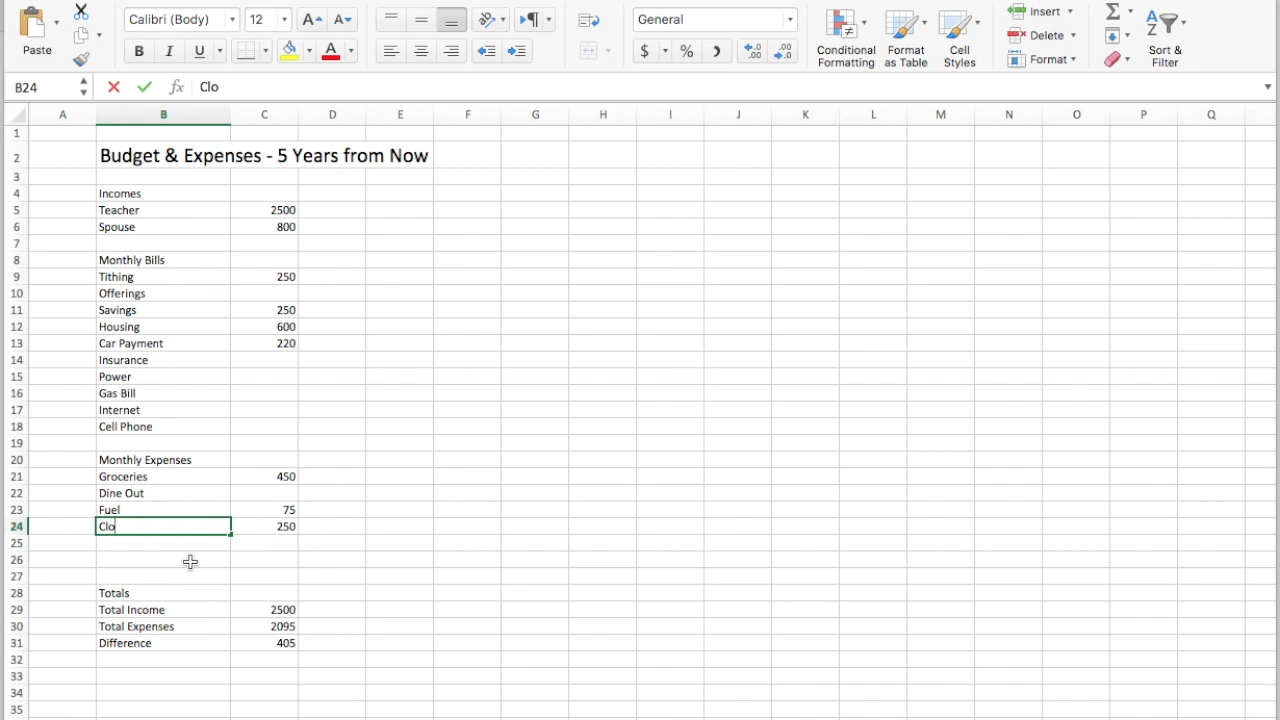 Calibri (Body) 12 A A General
Paste B I U A ¶ $ % .00 .00 Conditional Formatting Format as Table Cell Styles Insert Delete Format Σ A Z Sort & Filter
B24 fx Clo
A B C D E F G H I J K L M N O P Q
1
2 Budget & Expenses - 5 Years from Now
3
4 Incomes
5 Teacher 2500
6 Spouse 800
7
8 Monthly Bills
9 Tithing 250
10 Offerings
11 Savings 250
12 Housing 600
13 Car Payment 220
14 Insurance
15 Power
16 Gas Bill
17 Internet
18 Cell Phone
19
20 Monthly Expenses
21 Groceries 450
22 Dine Out
23 Fuel 75
24 Clo 250
25
26
27
28 Totals
29 Total Income 2500
30 Total Expenses 2095
31 Difference 405
32
33
34
35